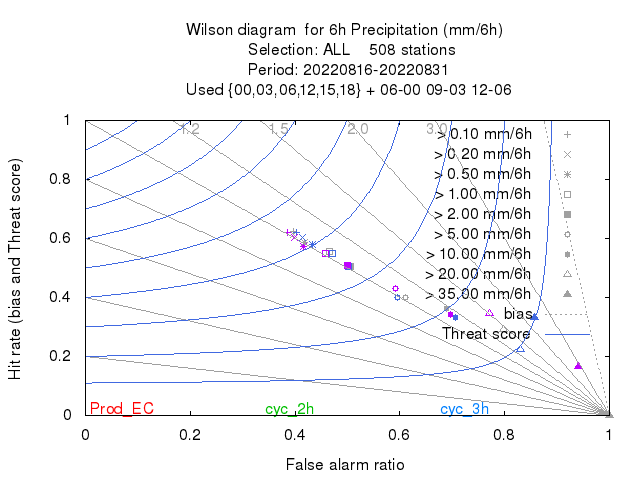 Wilson diagram  for 6h Precipitation (mm/6h)
Selection: ALL    508 stations
Period: 20220816-20220831
Used {00,03,06,12,15,18} + 06-00 09-03 12-06
1.2 1.5 2.0 3.0
> 0.10 mm/6h
> 0.20 mm/6h
> 0.50 mm/6h
> 1.00 mm/6h
> 2.00 mm/6h
> 5.00 mm/6h
> 10.00 mm/6h
> 20.00 mm/6h
> 35.00 mm/6h
bias
Threat score
Hit rate (bias and Threat score)
1
0.8
0.6
0.4
0.2
0
Prod_EC cyc_2h cyc_3h
0 0.2 0.4 0.6 0.8 1
False alarm ratio